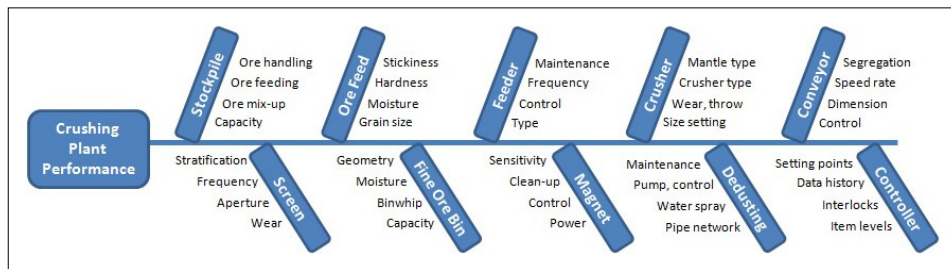 Crushing
Plant
Performance
Stockpile
Ore handling
Ore feeding
Ore mix-up
Capacity
Ore Feed
Stickiness
Hardness
Moisture
Grain size
Feeder
Maintenance
Frequency
Control
Type
Crusher
Mantle type
Crusher type
Wear, throw
Size setting
Conveyor
Segregation
Speed rate
Dimension
Control
Stratification
Frequency
Aperture
Wear
Screen
Geometry
Moisture
Binwhip
Capacity
Fine Ore Bin
Sensitivity
Clean-up
Control
Power
Magnet
Maintenance
Pump, control
Water spray
Pipe network
Dedusting
Setting points
Data history
Interlocks
Item levels
Controller